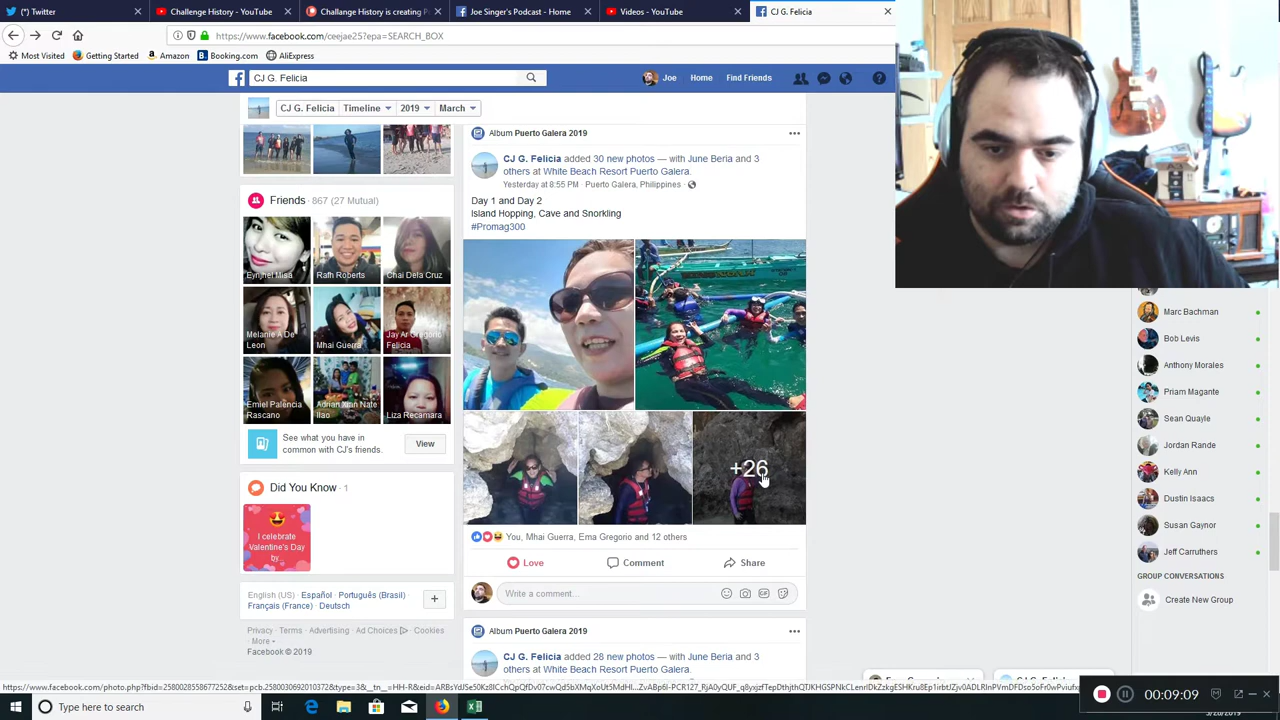 (*) Twitter
Challenge History - YouTube
Challange History is creating P
Joe Singer's Podcast - Home
Videos - YouTube
CJ G. Felicia
https://www.facebook.com/ceejae25?epa=SEARCH_BOX
Most Visited
Getting Started
Amazon
Booking.com
AliExpress
CJ G. Felicia
Joe
Home
Find Friends
CJ G. Felicia
Timeline
2019
March
Album Puerto Galera 2019
CJ G. Felicia added 30 new photos — with June Beria and 3
others at White Beach Resort Puerto Galera.
Yesterday at 8:55 PM · Puerto Galera, Philippines ·
Day 1 and Day 2
Island Hopping, Cave and Snorkling
#Promag300
+26
You, Mhai Guerra, Ema Gregorio and 12 others
Love
Comment
Share
Write a comment...
Album Puerto Galera 2019
CJ G. Felicia added 28 new photos — with June Beria and 3
others at White Beach Resort Puerto Galera.
Friends · 867 (27 Mutual)
Eynjhel Misa
Rafh Roberts
Chai Dela Cruz
Melanie A De
Leon
Mhai Guerra
Jay Ar Gregorio
Felicia
Emiel Palencia
Rascano
Adrian Xian Nate
Ilao
Liza Recamara
See what you have in
common with CJ's friends.
View
Did You Know · 1
I celebrate
Valentine's Day
by...
English (US) · Español · Português (Brasil) ·
Français (France) · Deutsch
Privacy · Terms · Advertising · Ad Choices · Cookies
· More
Facebook © 2019
Marc Bachman
Bob Levis
Anthony Morales
Priam Magante
Sean Quayle
Jordan Rande
Kelly Ann
Dustin Isaacs
Susan Gaynor
Jeff Carruthers
GROUP CONVERSATIONS
Create New Group
Type here to search
00:09:09